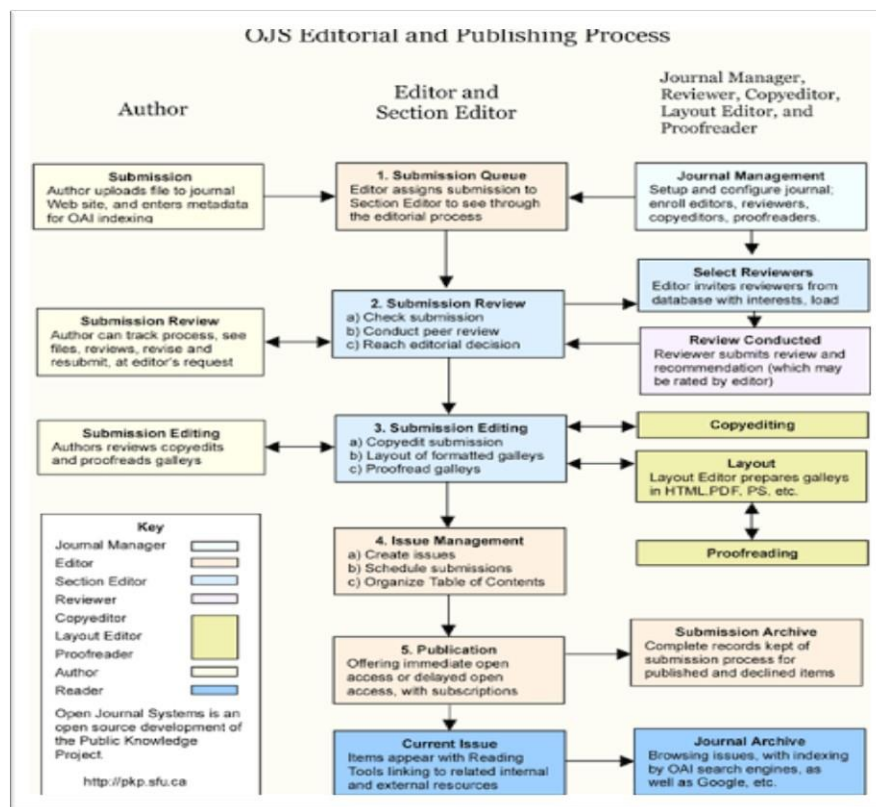 OJS Editorial and Publishing Process
Author
Editor and
Section Editor
Journal Manager,
Reviewer, Copyeditor,
Layout Editor, and
Proofreader
Submission
Author uploads file to journal
Web site, and enters metadata
for OAI indexing
1. Submission Queue
Editor assigns submission to
Section Editor to see through
the editorial process
Journal Management
Setup and configure journal;
enroll editors, reviewers,
copyeditors, proofreaders.
Select Reviewers
Editor invites reviewers from
database with interests, load
2. Submission Review
a) Check submission
b) Conduct peer review
c) Reach editorial decision
Submission Review
Author can track process, see
files, reviews, revise and
resubmit, at editor's request
Review Conducted
Reviewer submits review and
recommendation (which may
be rated by editor)
Submission Editing
Authors reviews copyedits
and proofreads galleys
3. Submission Editing
a) Copyedit submission
b) Layout of formatted galleys
c) Proofread galleys
Copyediting
Layout
Layout Editor prepares galleys
in HTML.PDF, PS, etc.
Proofreading
Key
Journal Manager
Editor
Section Editor
Reviewer
Copyeditor
Layout Editor
Proofreader
Author
Reader
Open Journal Systems is an
open source development of
the Public Knowledge
Project.
http://pkp.sfu.ca
4. Issue Management
a) Create issues
b) Schedule submissions
c) Organize Table of Contents
5. Publication
Offering immediate open
access or delayed open
access, with subscriptions
Submission Archive
Complete records kept of
submission process for
published and declined items
Current Issue
Items appear with Reading
Tools linking to related internal
and external resources
Journal Archive
Browsing issues, with indexing
by OAI search engines, as
well as Google, etc.